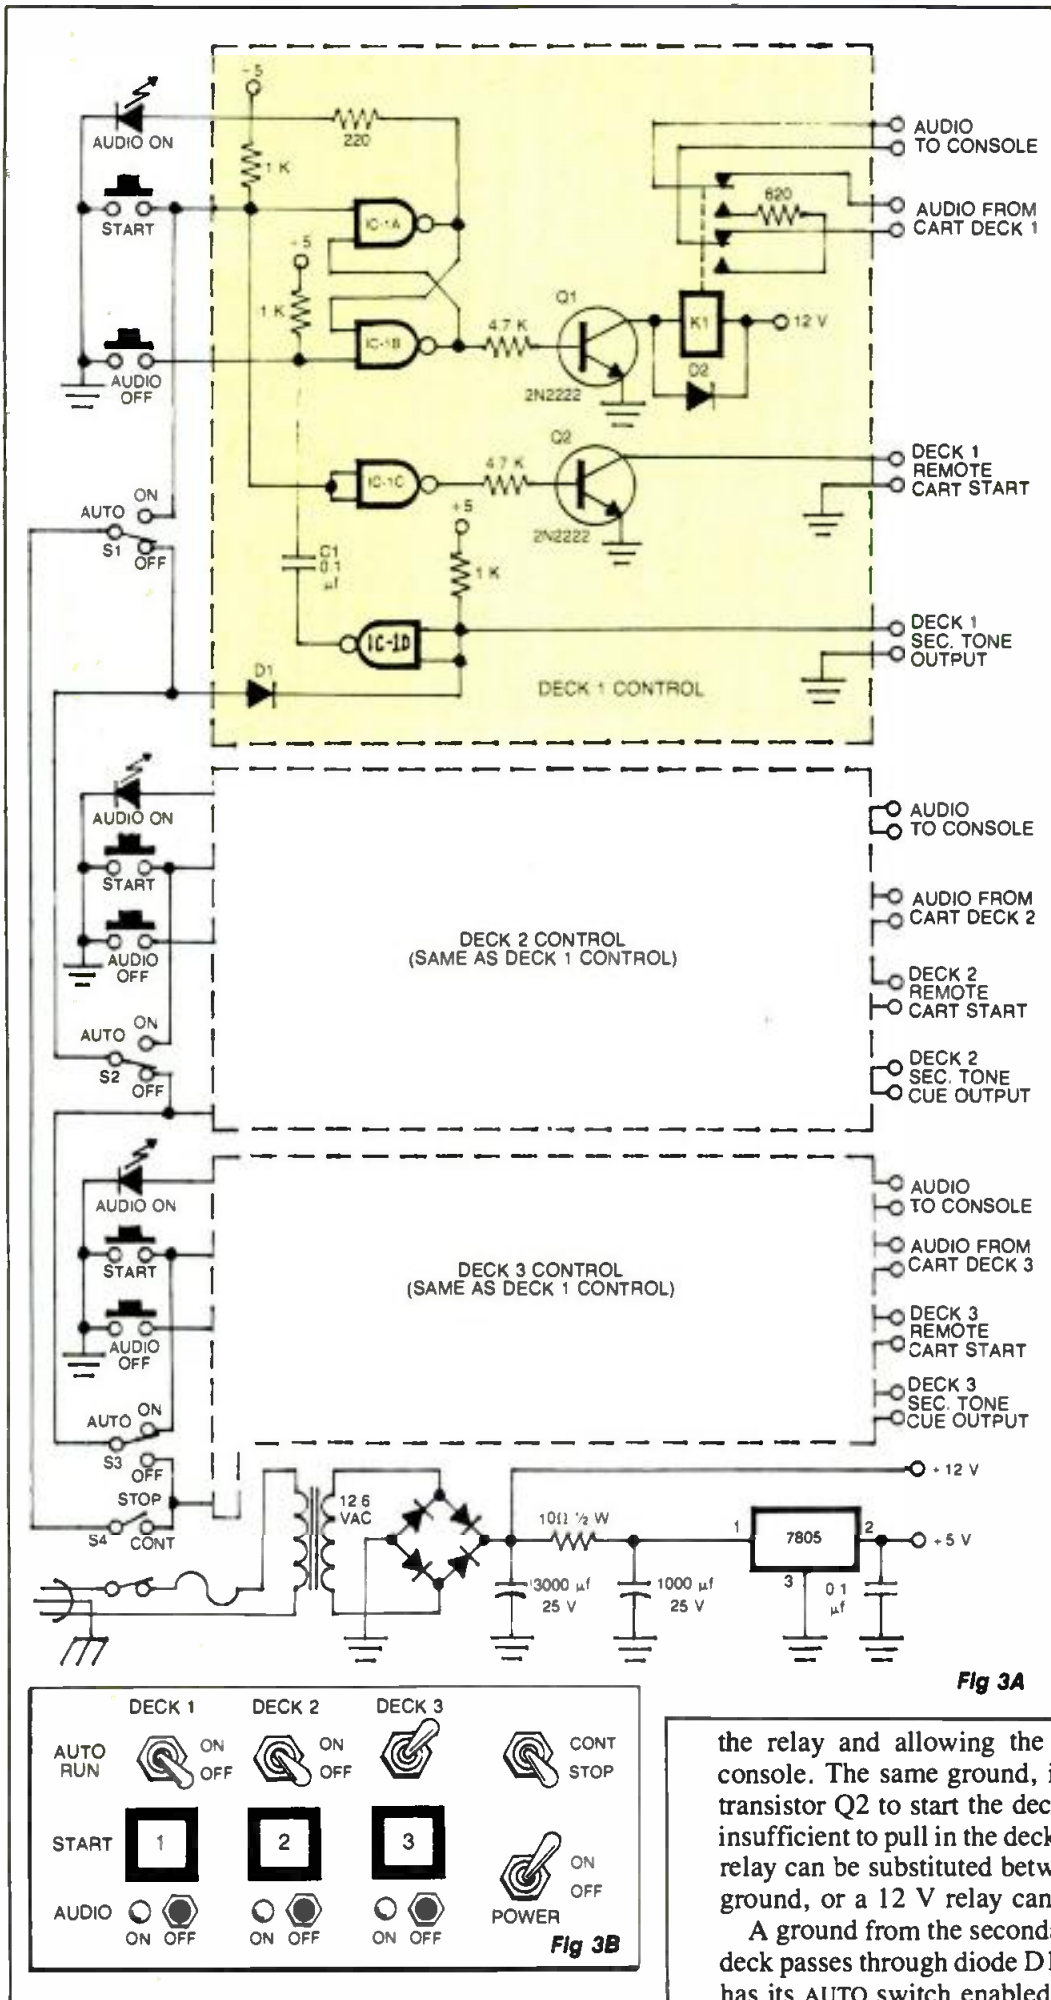 - 5
AUDIO ON
220
1 K
START
IC-1A
+ 5
1 K
IC-1B
AUDIO
OFF
4.7 K
Q1
2N2222
K1
D2
12 V
620
AUDIO
TO CONSOLE
AUDIO FROM
CART DECK 1
Q2
IC-1C
4.7 K
2N2222
DECK 1
REMOTE
CART START
ON
AUTO
S1
OFF
C1
0.1
µf
+5
1 K
IC-1D
D1
DECK 1 CONTROL
DECK 1
SEC. TONE
OUTPUT
AUDIO ON
START
AUDIO
OFF
ON
AUTO
S2
OFF
DECK 2 CONTROL
(SAME AS DECK 1 CONTROL)
AUDIO
TO CONSOLE
AUDIO FROM
CART DECK 2
DECK 2
REMOTE
CART START
DECK 2
SEC. TONE
CUE OUTPUT
AUDIO ON
START
AUDIO
OFF
ON
AUTO
S3
OFF
STOP
S4
CONT
DECK 3 CONTROL
(SAME AS DECK 1 CONTROL)
AUDIO
TO CONSOLE
AUDIO FROM
CART DECK 3
DECK 3
REMOTE
CART START
DECK 3
SEC. TONE
CUE OUTPUT
12 6
VAC
+ 12 V
10Ω ½ W
1
7805
2
3
+ 5 V
3000 µf
25 V
1000 µf
25 V
0 1
µf
Fig 3A
DECK 1
DECK 2
DECK 3
AUTO
RUN
ON
OFF
ON
OFF
CONT
STOP
START
1
2
3
ON
OFF
POWER
AUDIO
ON OFF
ON OFF
ON OFF
Fig 3B
the relay and allowing the
console. The same ground, i
transistor Q2 to start the dec
insufficient to pull in the deck
relay can be substituted betw
ground, or a 12 V relay can
A ground from the seconda
deck passes through diode D1
has its AUTO switch enabled